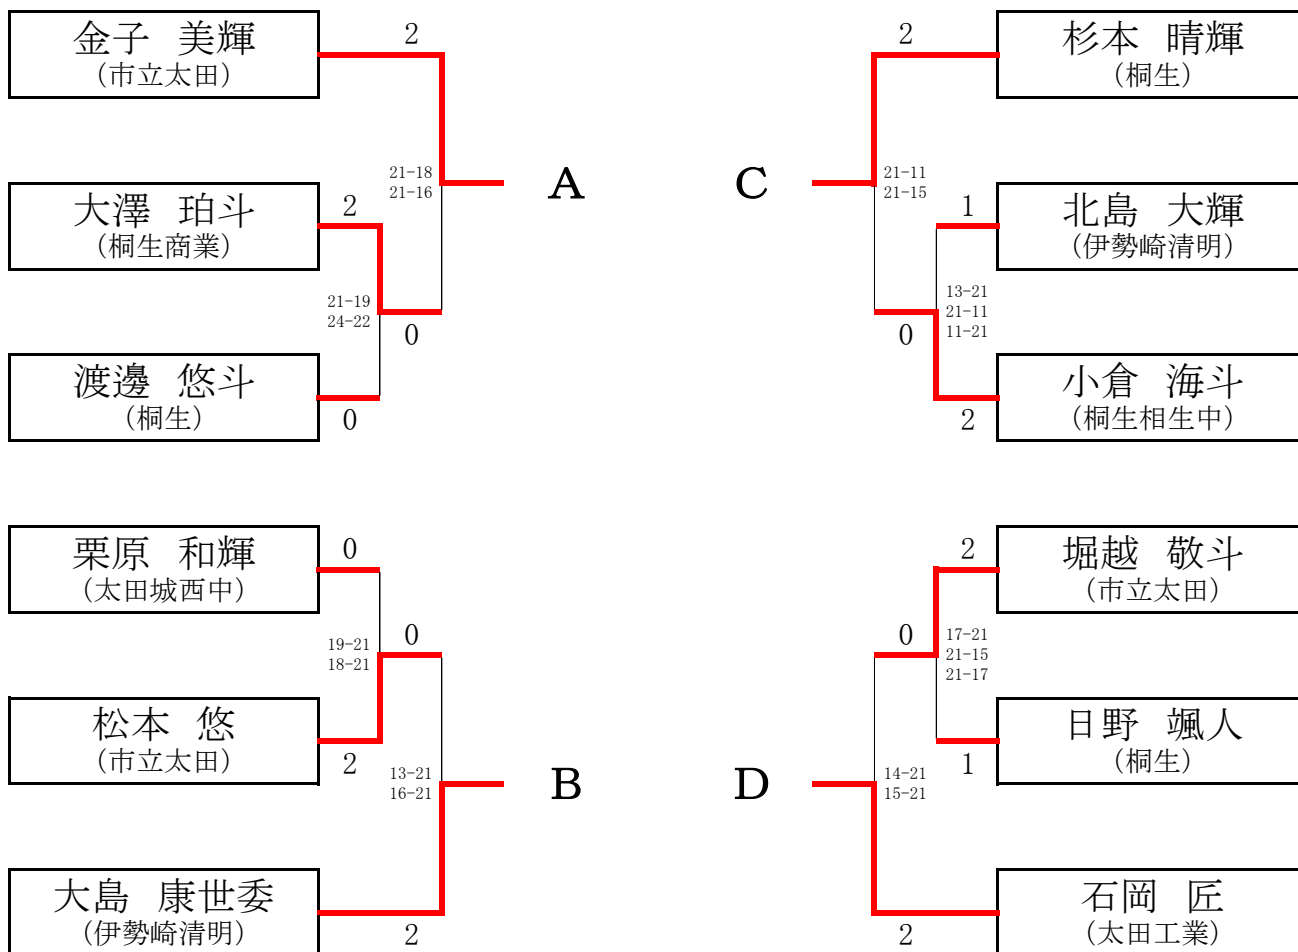 金子 美輝
(市立太田)
2
21-18
21-16
A
大澤 珀斗
(桐生商業)
2
21-19
24-22
0
渡邊 悠斗
(桐生)
0
栗原 和輝
(太田城西中)
0
19-21
18-21
0
松本 悠
(市立太田)
2
13-21
16-21
B
大島 康世委
(伊勢崎清明)
2
杉本 晴輝
(桐生)
2
21-11
21-15
C
北島 大輝
(伊勢崎清明)
1
13-21
21-11
11-21
0
小倉 海斗
(桐生相生中)
2
堀越 敬斗
(市立太田)
2
0
17-21
21-15
21-17
日野 颯人
(桐生)
1
14-21
15-21
D
石岡 匠
(太田工業)
2